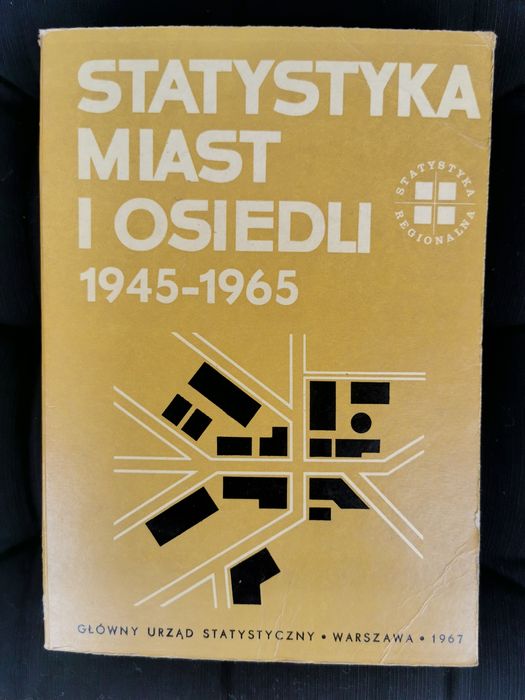 STATYSTYKA
MIAST
I OSIEDLI
1945-1965
STATYSTYKA
REGIONALNA
GŁÓWNY URZĄD STATYSTYCZNY • WARSZAWA • 1967